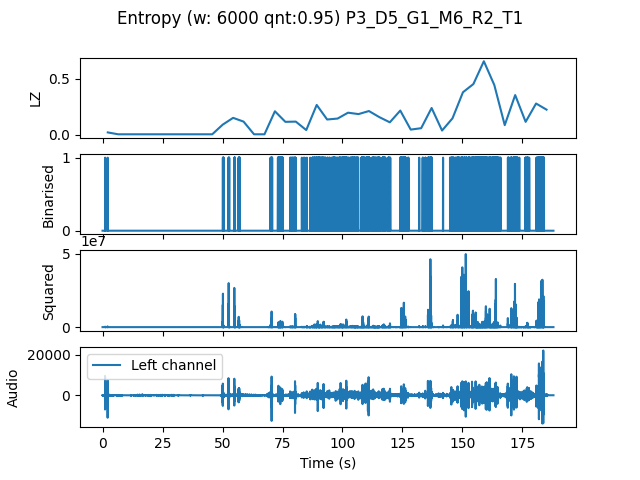 Entropy (w: 6000 qnt:0.95) P3_D5_G1_M6_R2_T1
0.5
0.0
LZ
1
0
Binarised
1e7
5
0
Squared
20000
0
Audio
Left channel
0 25 50 75 100 125 150 175
Time (s)